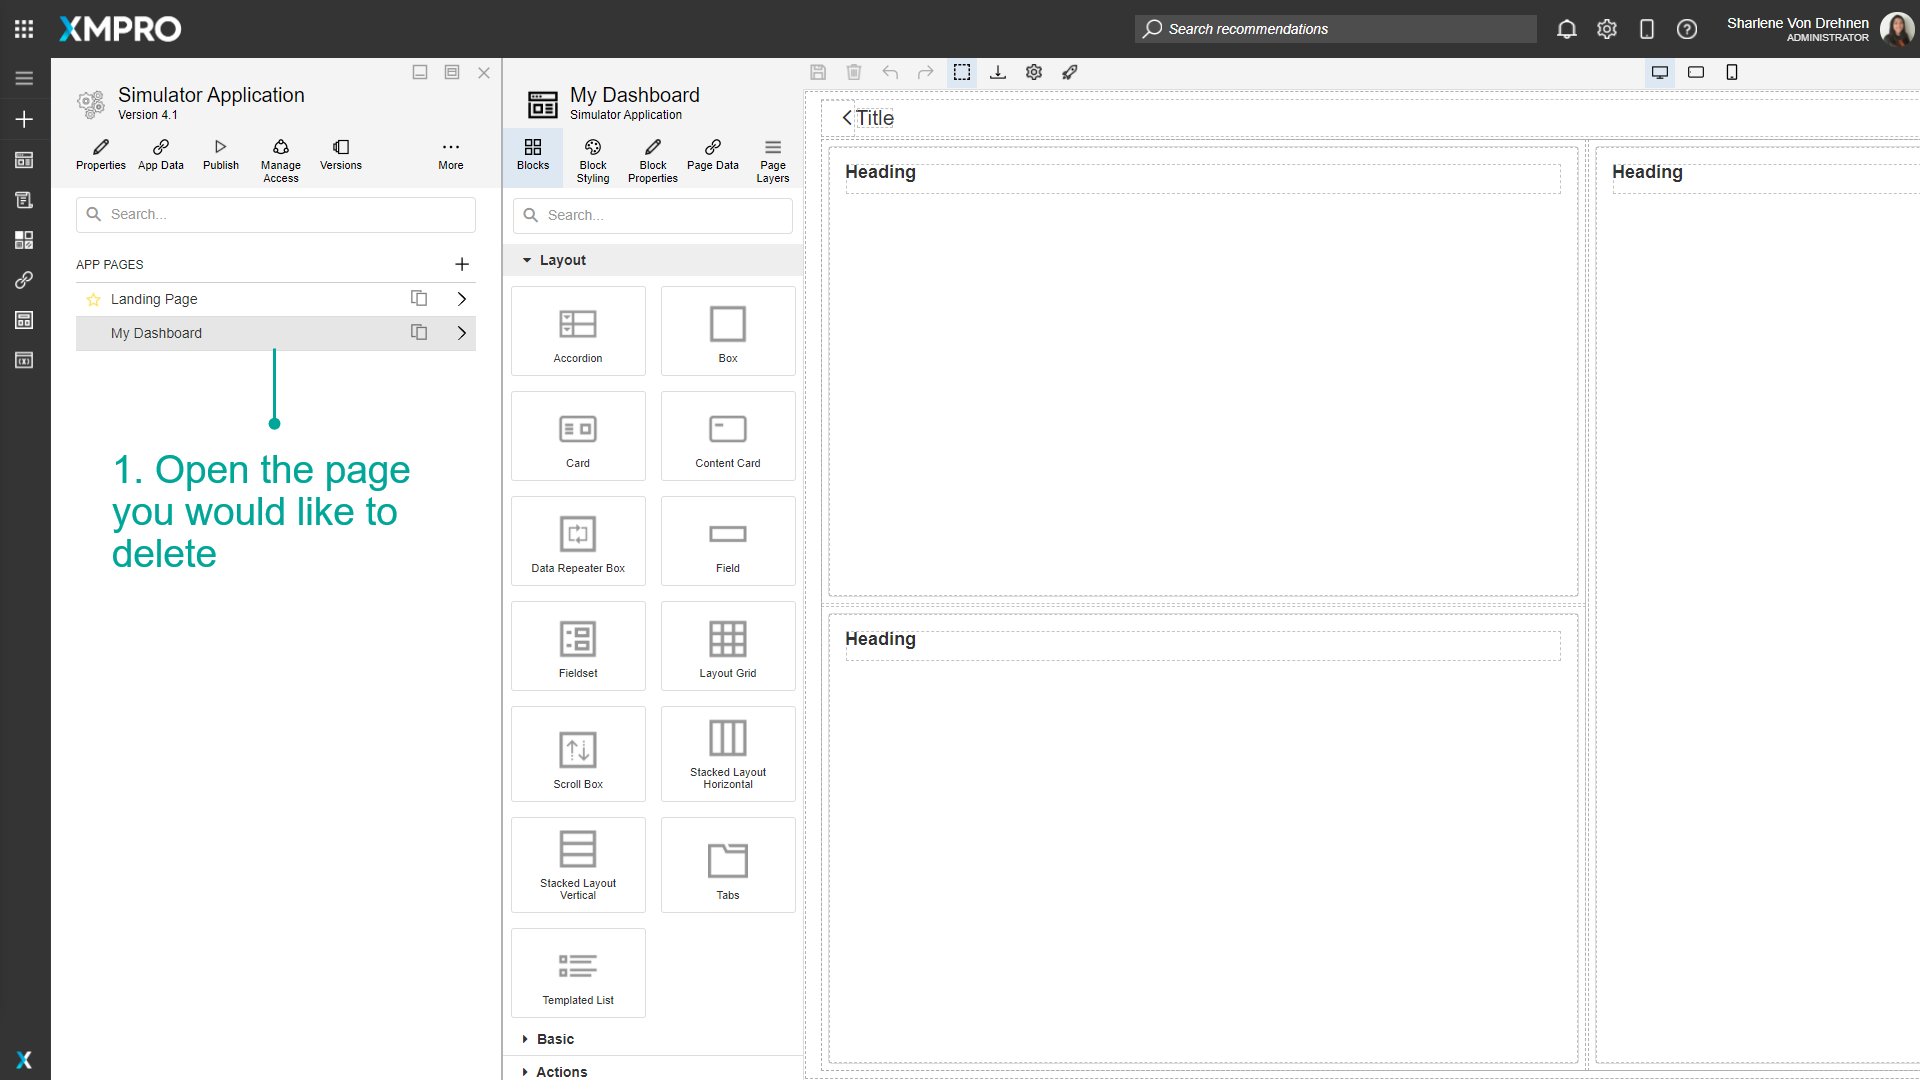 XMPRO
Search recommendations
Sharlene Von Drehnen
ADMINISTRATOR
Simulator Application
Version 4.1
Properties
App Data
Publish
Manage
Access
Versions
More
Search...
APP PAGES
Landing Page
My Dashboard
1. Open the page
you would like to
delete
My Dashboard
Simulator Application
Blocks
Block
Styling
Block
Properties
Page Data
Page
Layers
Search...
Layout
Accordion
Box
Card
Content Card
Data Repeater Box
Field
Fieldset
Layout Grid
Scroll Box
Stacked Layout
Horizontal
Stacked Layout
Vertical
Tabs
Templated List
Basic
Actions
Title
Heading
Heading
Heading